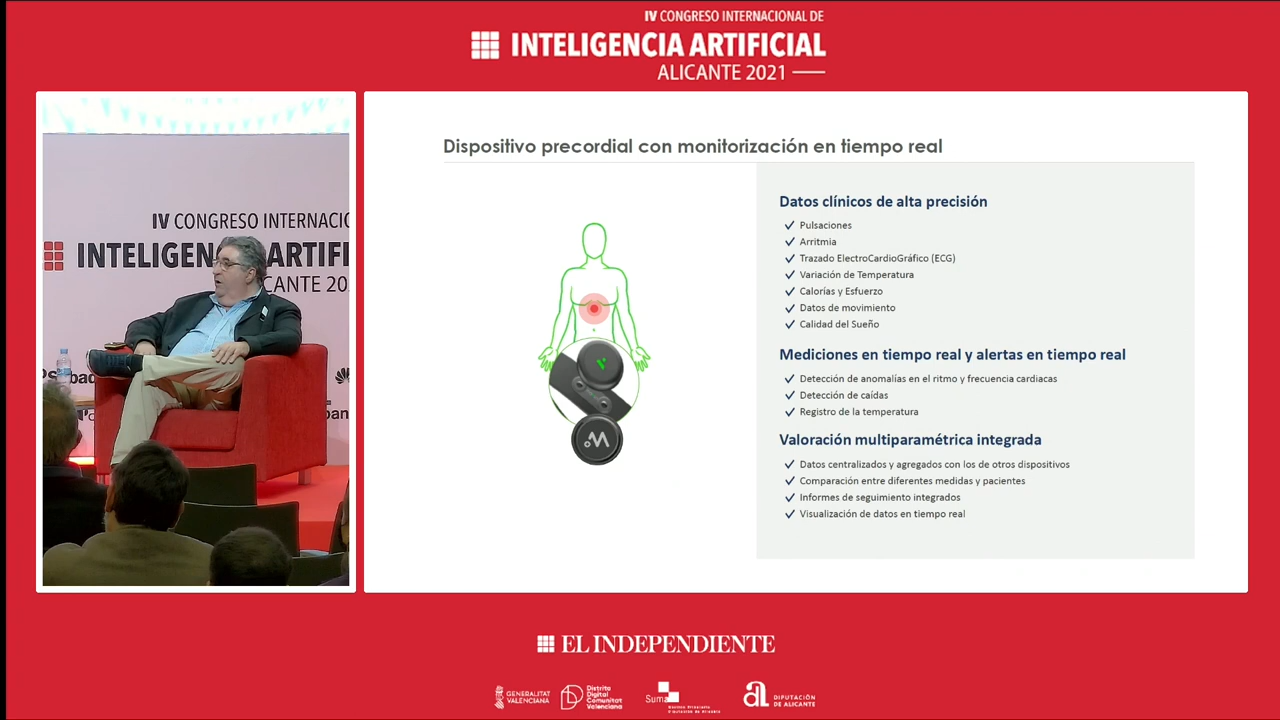 IV CONGRESO INTERNACIONAL DE
INTELIGENCIA ARTIFICIAL
ALICANTE 2021
IV CONGRESO INTERNACIO
INTELIGEN ARTIFI
CANTE 20
Dispositivo precordial con monitorización en tiempo real
Datos clínicos de alta precisión
Pulsaciones
Arritmia
Trazado ElectroCardioGráfico (ECG)
Variación de Temperatura
Calorías y Esfuerzo
Datos de movimiento
Calidad del Sueño
Mediciones en tiempo real y alertas en tiempo real
Detección de anomalías en el ritmo y frecuencia cardiacas
Detección de caídas
Registro de la temperatura
Valoración multiparamétrica integrada
Datos centralizados y agregados con los de otros dispositivos
Comparación entre diferentes medidas y pacientes
Informes de seguimiento integrados
Visualización de datos en tiempo real
EL INDEPENDIENTE
GENERALITAT
VALENCIANA
Distrito
Digital
Comunitat
Valenciana
Suma
DIPUTACIÓN
DE ALICANTE